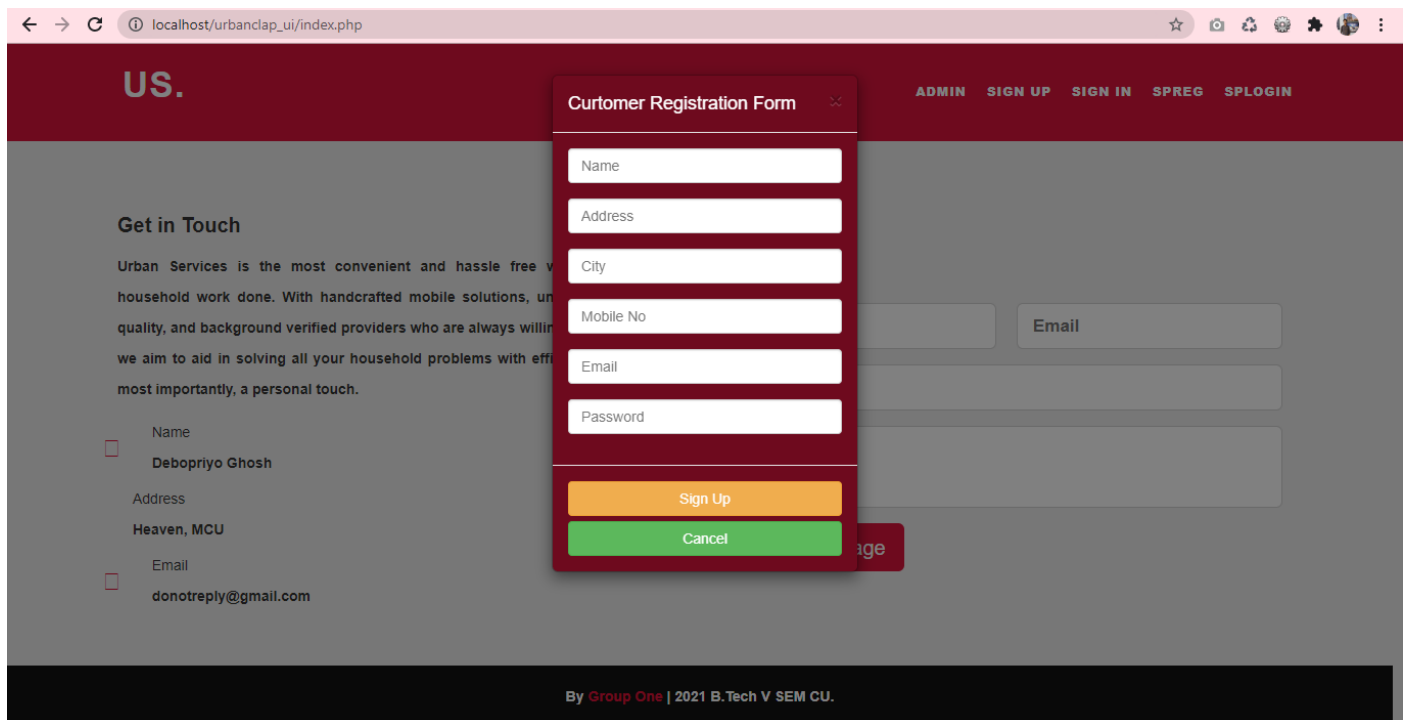 localhost/urbanclap_ui/index.php
US.
ADMIN SIGN UP SIGN IN SPREG SPLOGIN
Curtomer Registration Form ×
Name
Address
City
Mobile No
Email
Password
Sign Up
Cancel
Get in Touch
Urban Services is the most convenient and hassle free
household work done. With handcrafted mobile solutions,
quality, and background verified providers who are always
we aim to aid in solving all your household problems with
most importantly, a personal touch.
Name
Debopriyo Ghosh
Address
Heaven, MCU
Email
donotreply@gmail.com
Email
By Group One | 2021 B.Tech V SEM CU.